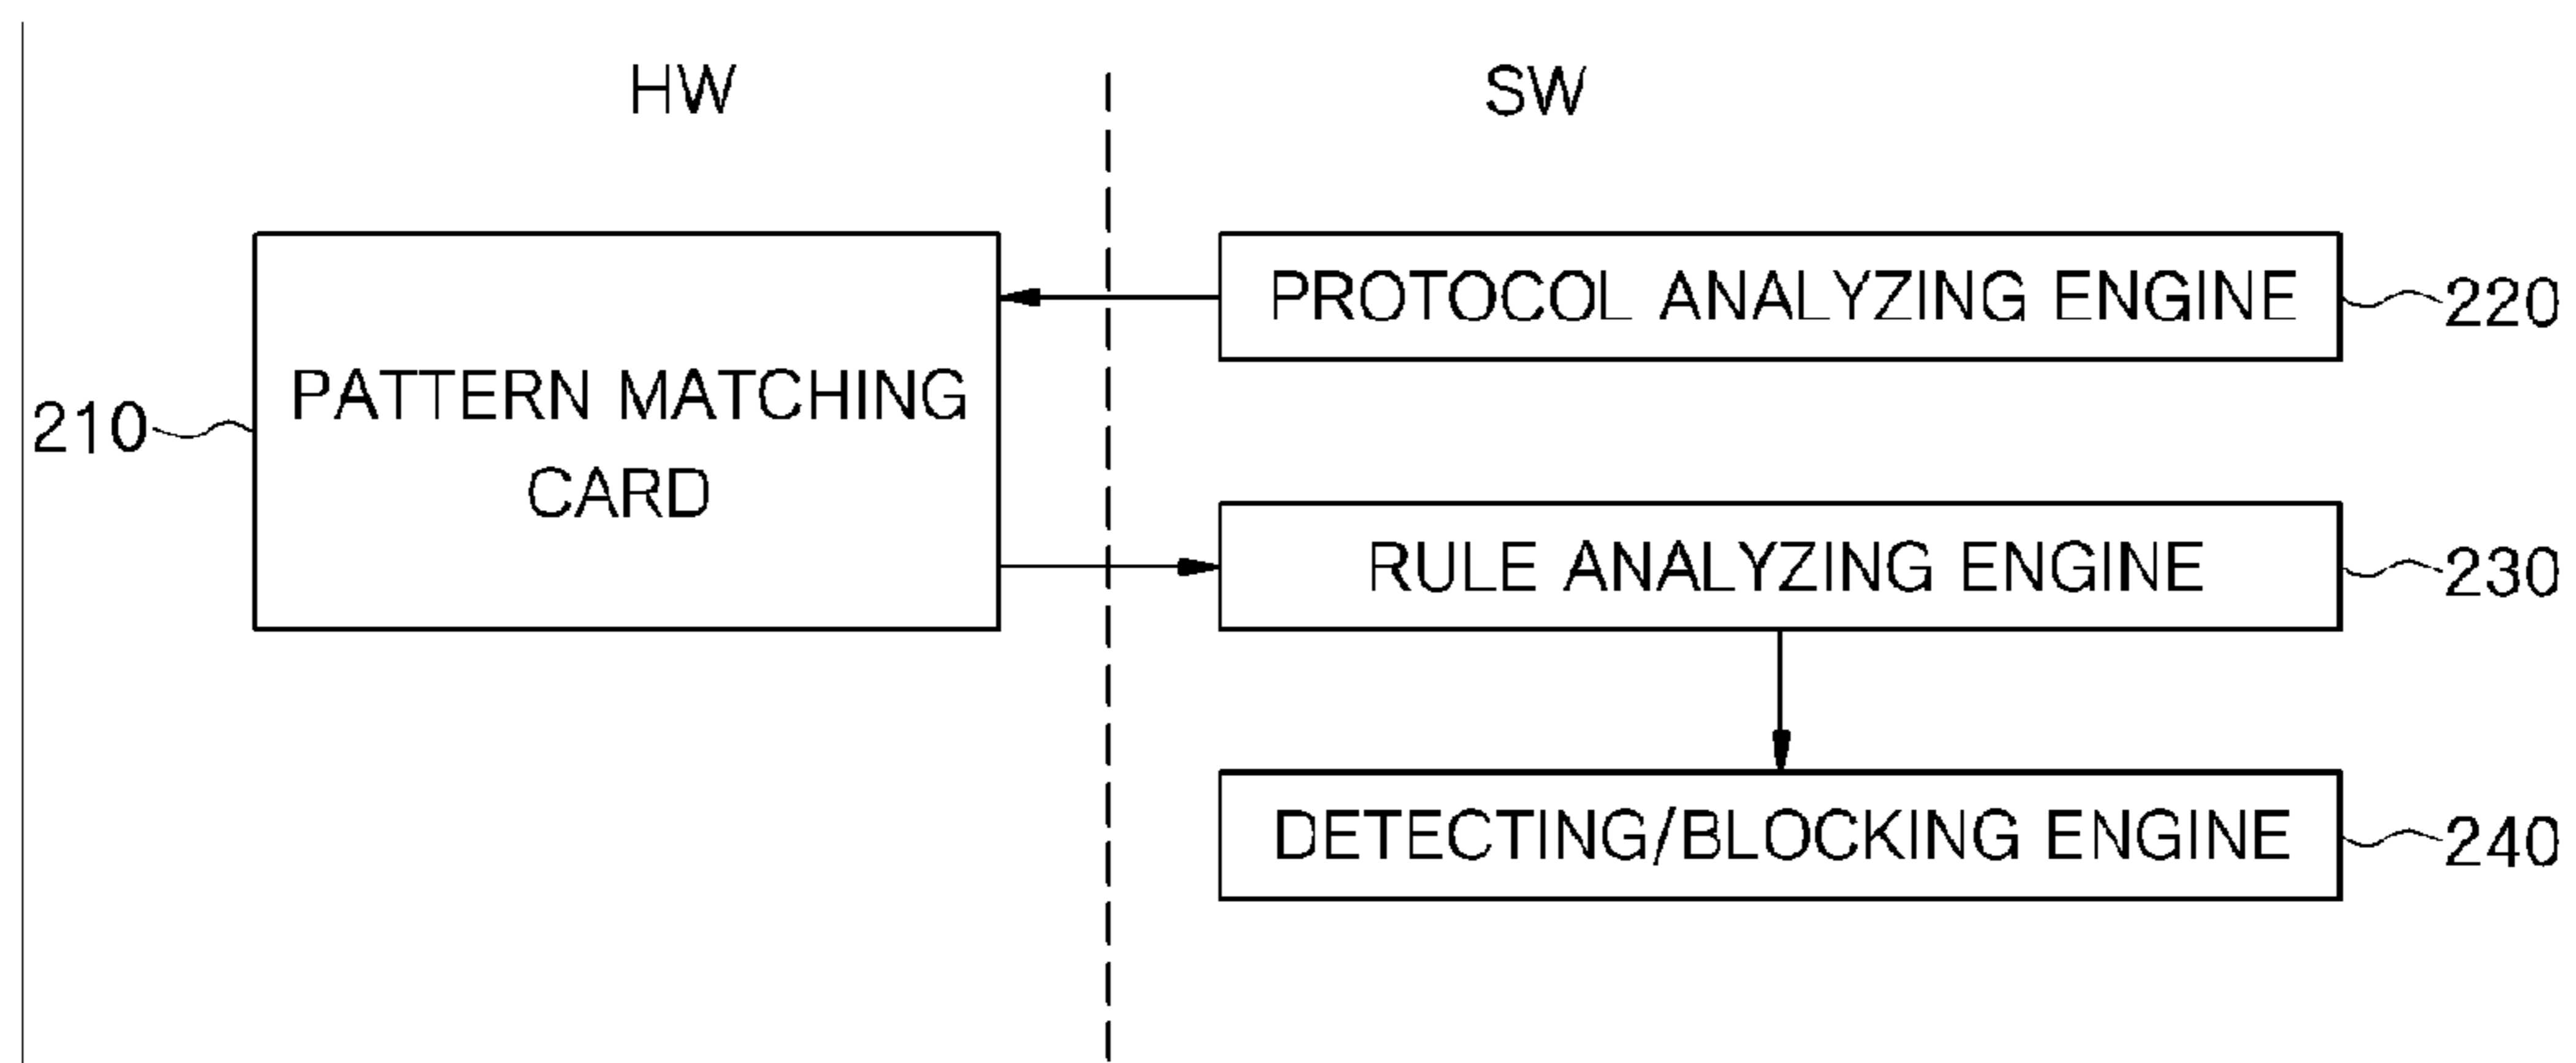 HW
SW
PROTOCOL ANALYZING ENGINE
220
210
PATTERN MATCHING
CARD
RULE ANALYZING ENGINE
230
DETECTING/BLOCKING ENGINE
240